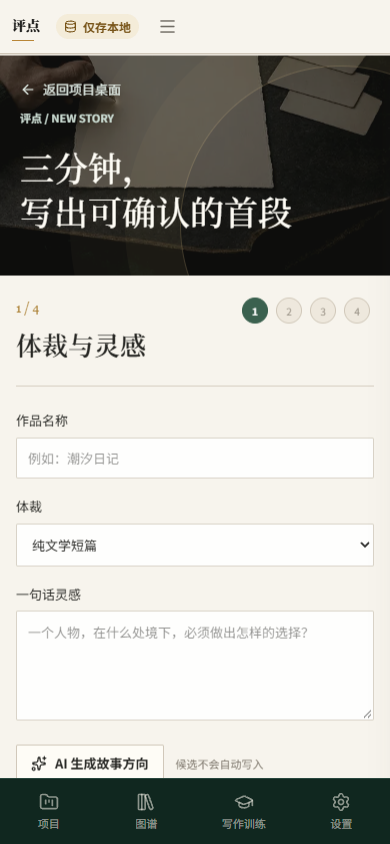 评点
仅存本地
返回项目桌面
评点 / NEW STORY
三分钟，
写出可确认的首段
1 / 4
1 2 3 4
体裁与灵感
作品名称
例如：潮汐日记
体裁
纯文学短篇
一句话灵感
一个人物，在什么处境下，必须做出怎样的选择？
AI 生成故事方向
候选不会自动写入
项目
图谱
写作训练
设置